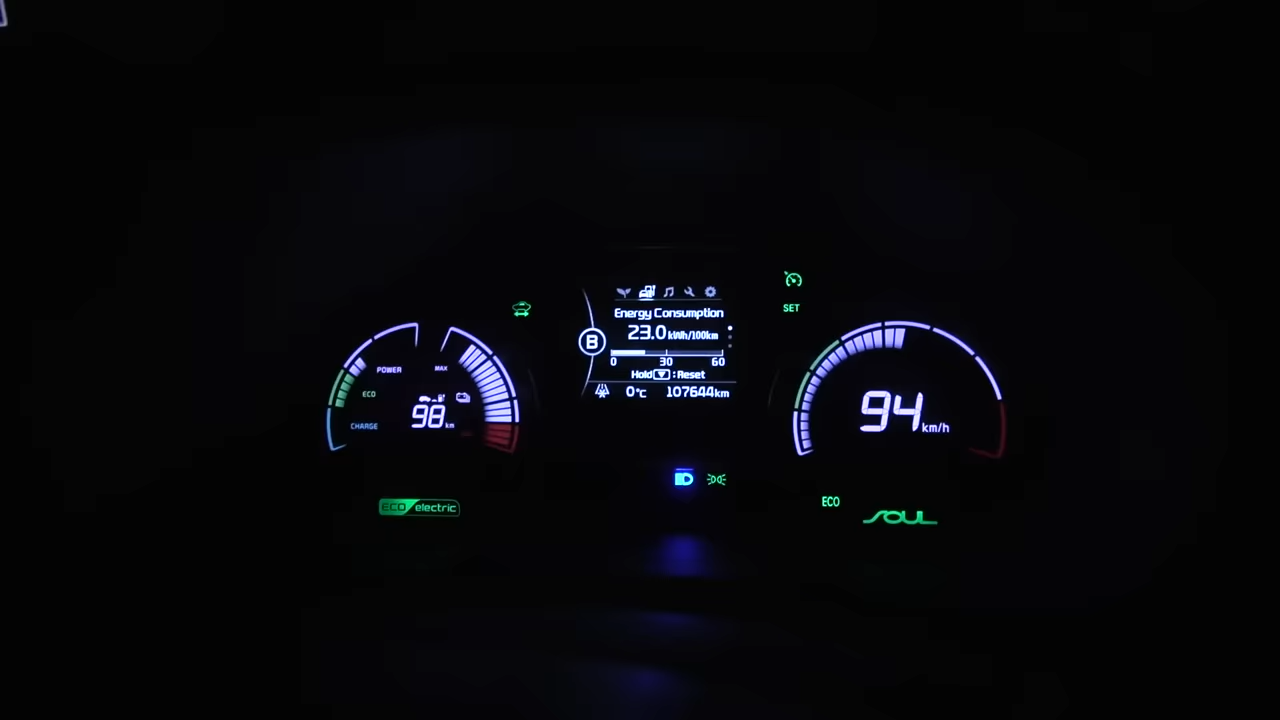 SET
Energy Consumption
23.0 kWh/100km
B
0 30 60
Hold : Reset
0°C 107644km
POWER MAX
ECO
98 km
CHARGE
94 km/h
ECO electric
ECO
SOUL